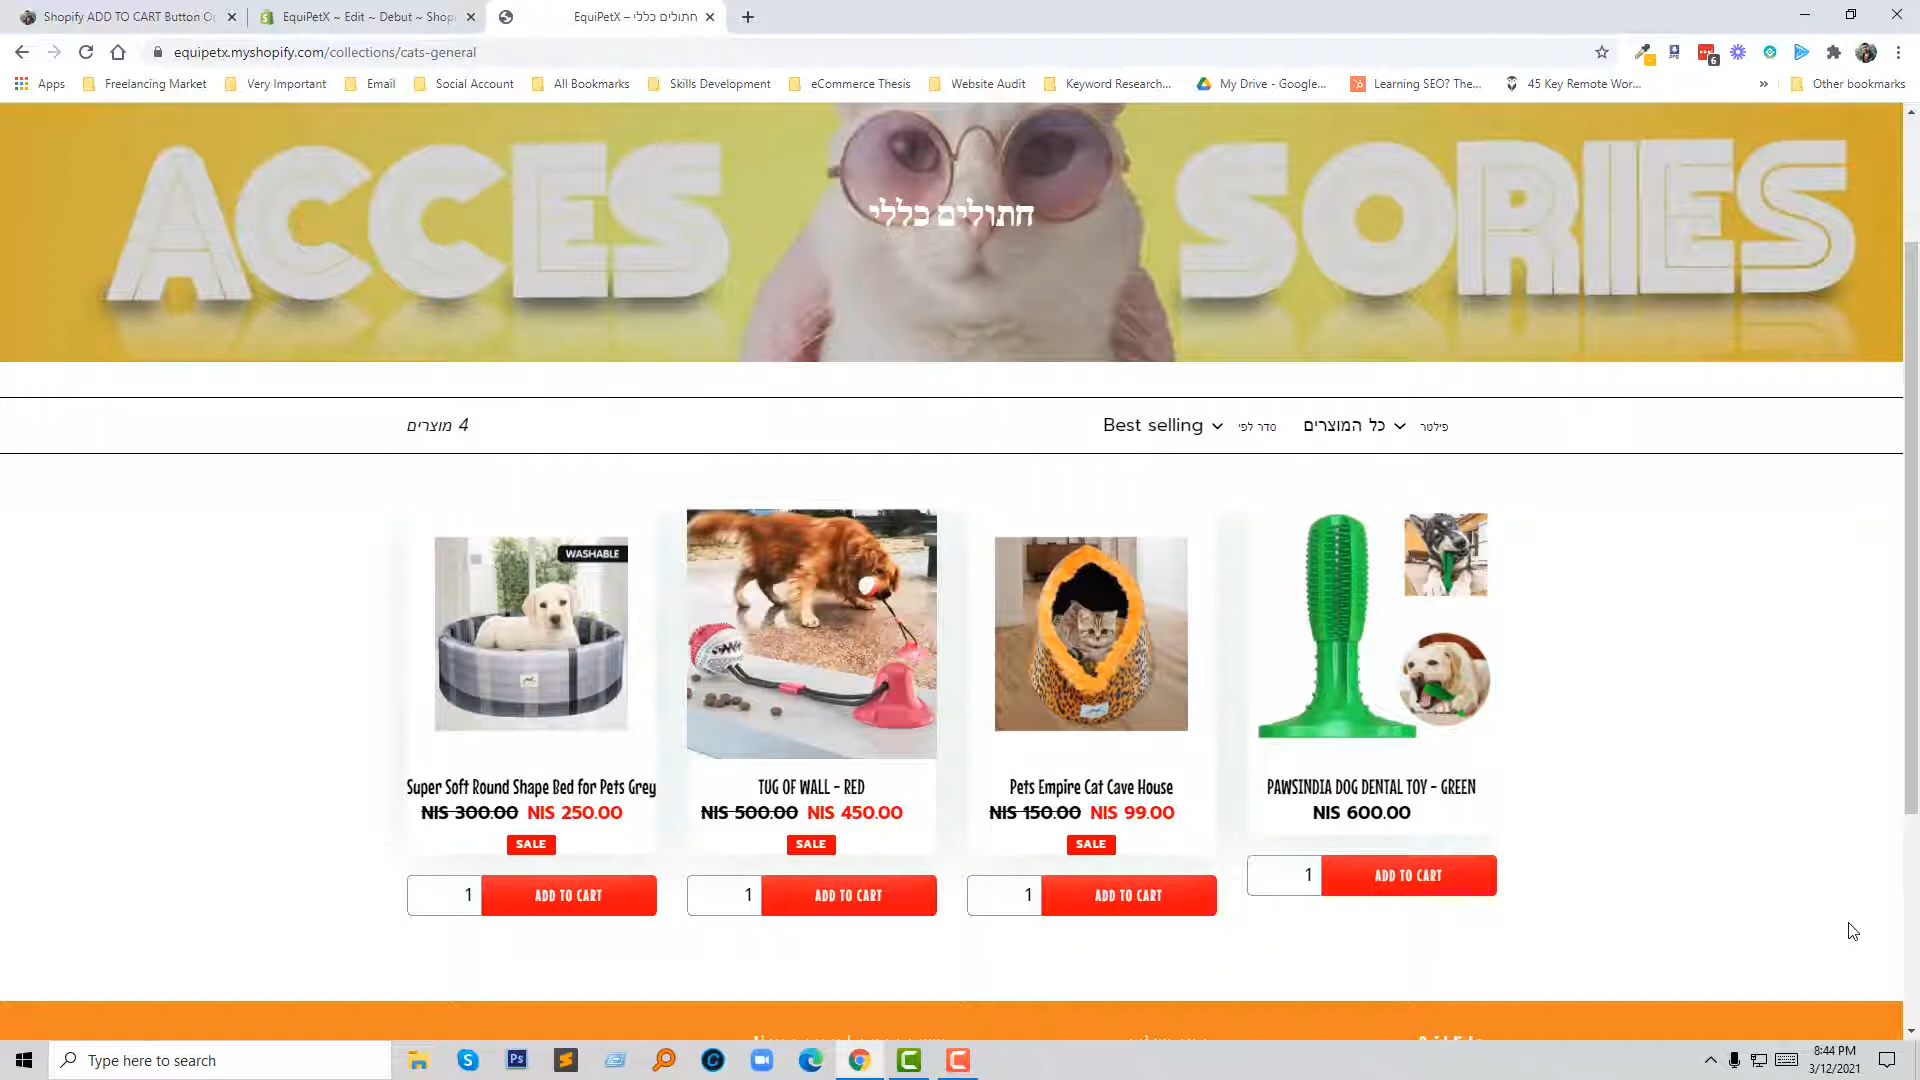 Shopify ADD TO CART Button O
EquiPetX ~ Edit ~ Debut ~ Shop
חתולים כללי – EquiPetX
equipetx.myshopify.com/collections/cats-general
Apps
Freelancing Market
Very Important
Email
Social Account
All Bookmarks
Skills Development
eCommerce Thesis
Website Audit
Keyword Research...
My Drive - Google...
Learning SEO? The...
45 Key Remote Wor...
Other bookmarks
ACCES SORIES
חתולים כללי
4 מוצרים
Best selling
סדר לפי
כל המוצרים
פילטר
WASHABLE
Super Soft Round Shape Bed for Pets Grey
NIS 300.00 NIS 250.00
SALE
1 ADD TO CART
TUG OF WALL - RED
NIS 500.00 NIS 450.00
SALE
1 ADD TO CART
Pets Empire Cat Cave House
NIS 150.00 NIS 99.00
SALE
1 ADD TO CART
PAWSINDIA DOG DENTAL TOY - GREEN
NIS 600.00
1 ADD TO CART
Type here to search
8:44 PM
3/12/2021